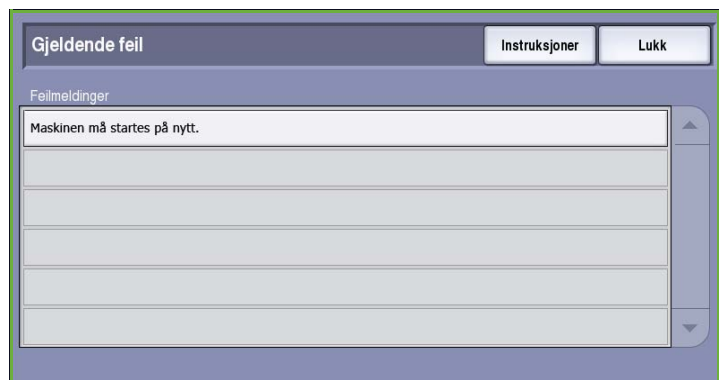 Gjeldende feil
Instruksjoner
Lukk
Feilmeldinger
Maskinen må startes på nytt.